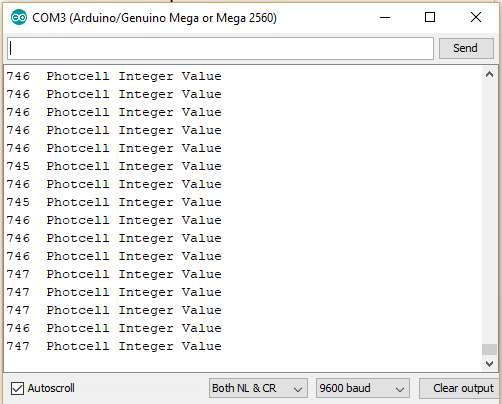 COM3 (Arduino/Genuino Mega or Mega 2560)
Send
746 Photcell Integer Value
746 Photcell Integer Value
746 Photcell Integer Value
746 Photcell Integer Value
746 Photcell Integer Value
745 Photcell Integer Value
746 Photcell Integer Value
745 Photcell Integer Value
746 Photcell Integer Value
746 Photcell Integer Value
746 Photcell Integer Value
747 Photcell Integer Value
747 Photcell Integer Value
747 Photcell Integer Value
746 Photcell Integer Value
747 Photcell Integer Value
Autoscroll Both NL & CR 9600 baud Clear output